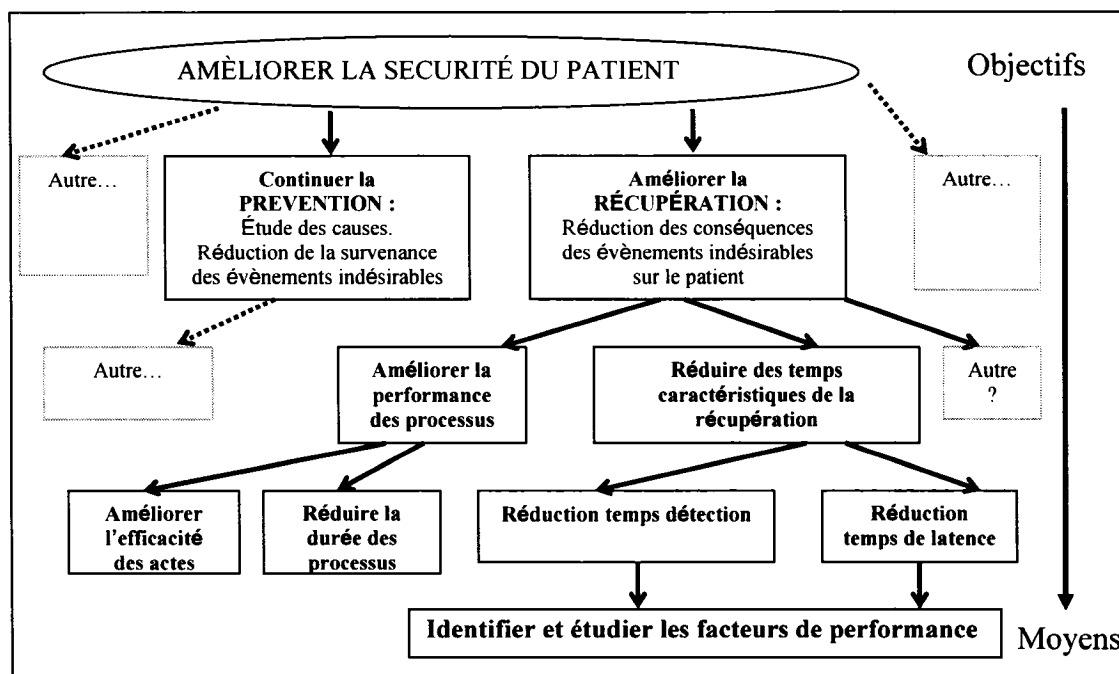 AMÈLIORER LA SECURITÉ DU PATIENT
Objectifs
Autre…
Continuer la
PREVENTION :
Étude des causes.
Réduction de la survenance
des évènements indésirables
Améliorer la
RÉCUPÉRATION :
Réduction des conséquences
des évènements indésirables
sur le patient
Autre…
Autre…
Améliorer la
performance
des processus
Réduire des temps
caractéristiques de la
récupération
Autre
?
Améliorer
l'efficacité
des actes
Réduire la
durée des
processus
Réduction temps détection
Réduction
temps de latence
Identifier et étudier les facteurs de performance
Moyens